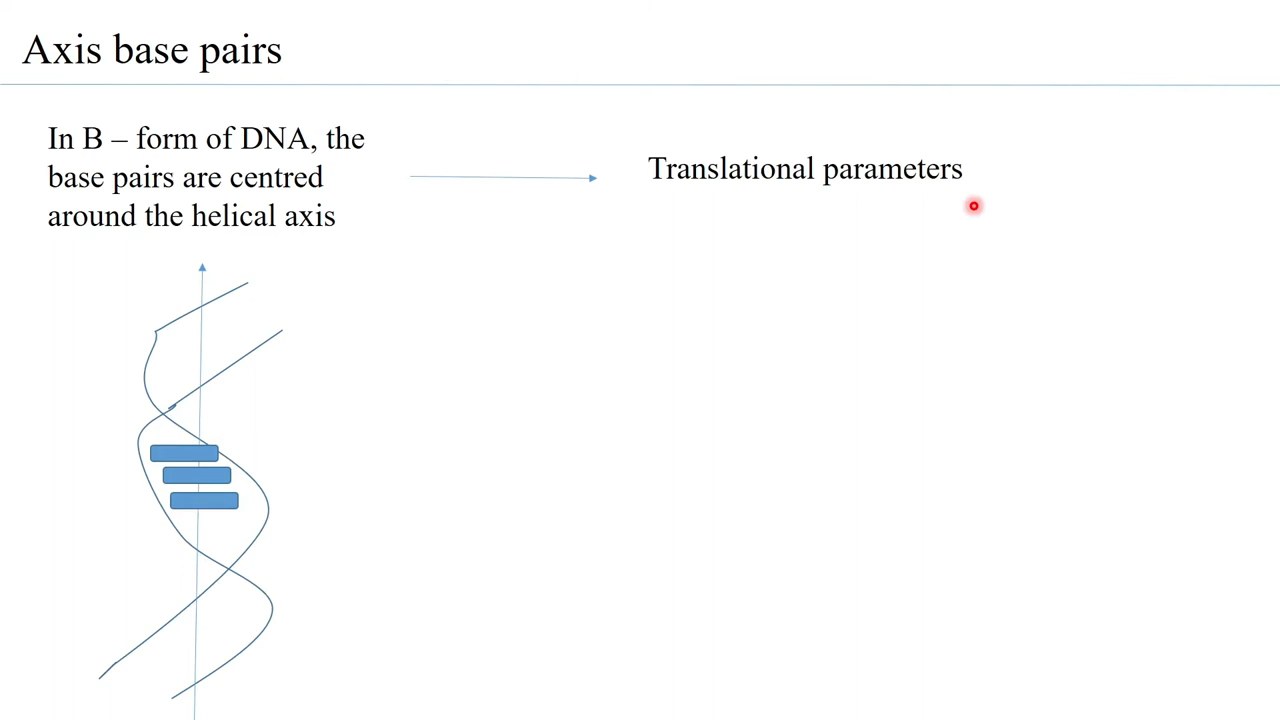 Axis base pairs
In B – form of DNA, the
base pairs are centred
around the helical axis
Translational parameters